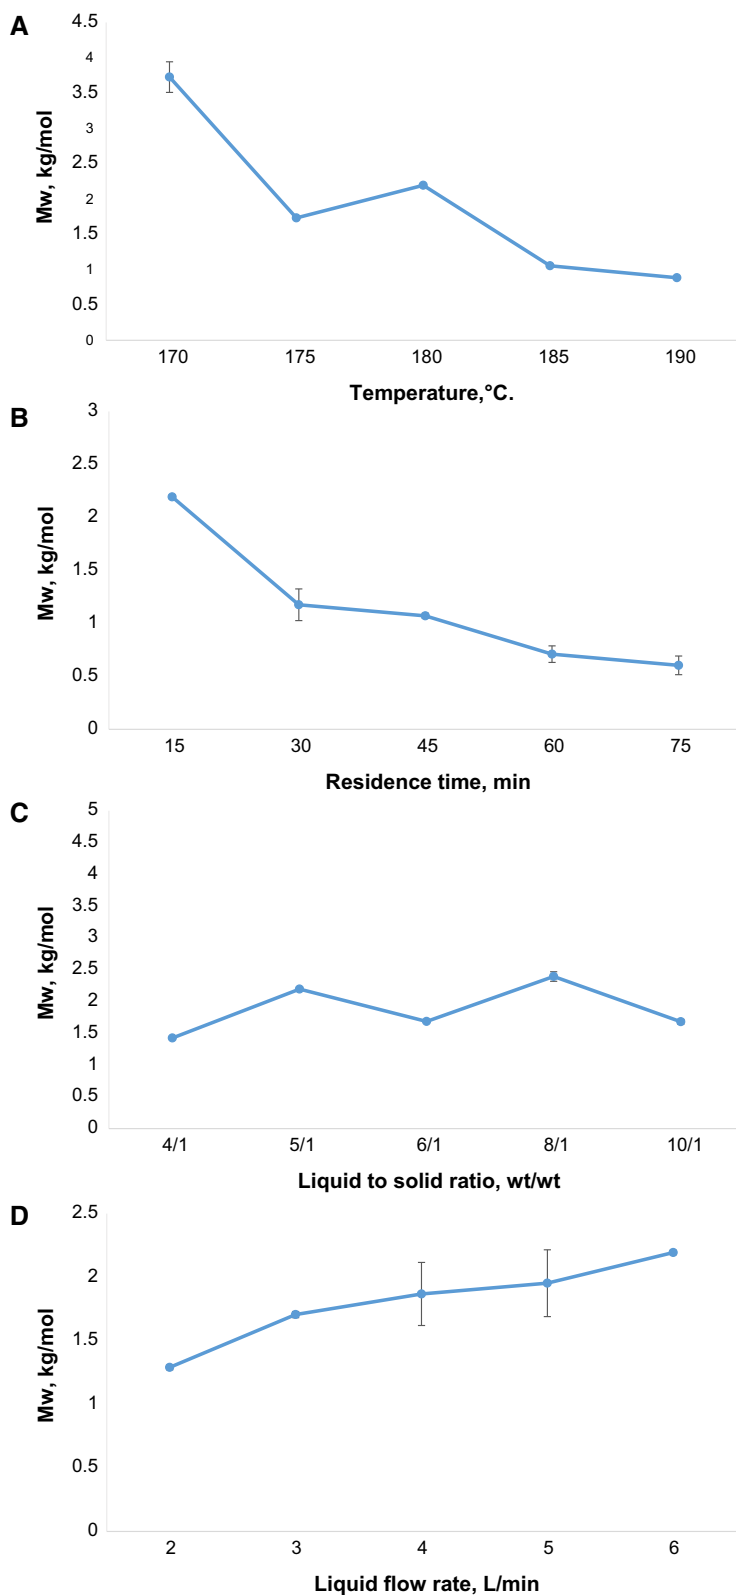 A
4.5
4
3.5
3
2.5
2
1.5
1
0.5
0
Mw, kg/mol
170 175 180 185 190
Temperature,°C.
B
3
2.5
2
1.5
1
0.5
0
Mw, kg/mol
15 30 45 60 75
Residence time, min
C
5
4.5
4
3.5
3
2.5
2
1.5
1
0.5
0
Mw, kg/mol
4/1 5/1 6/1 8/1 10/1
Liquid to solid ratio, wt/wt
D
2.5
2
1.5
1
0.5
0
Mw, kg/mol
2 3 4 5 6
Liquid flow rate, L/min